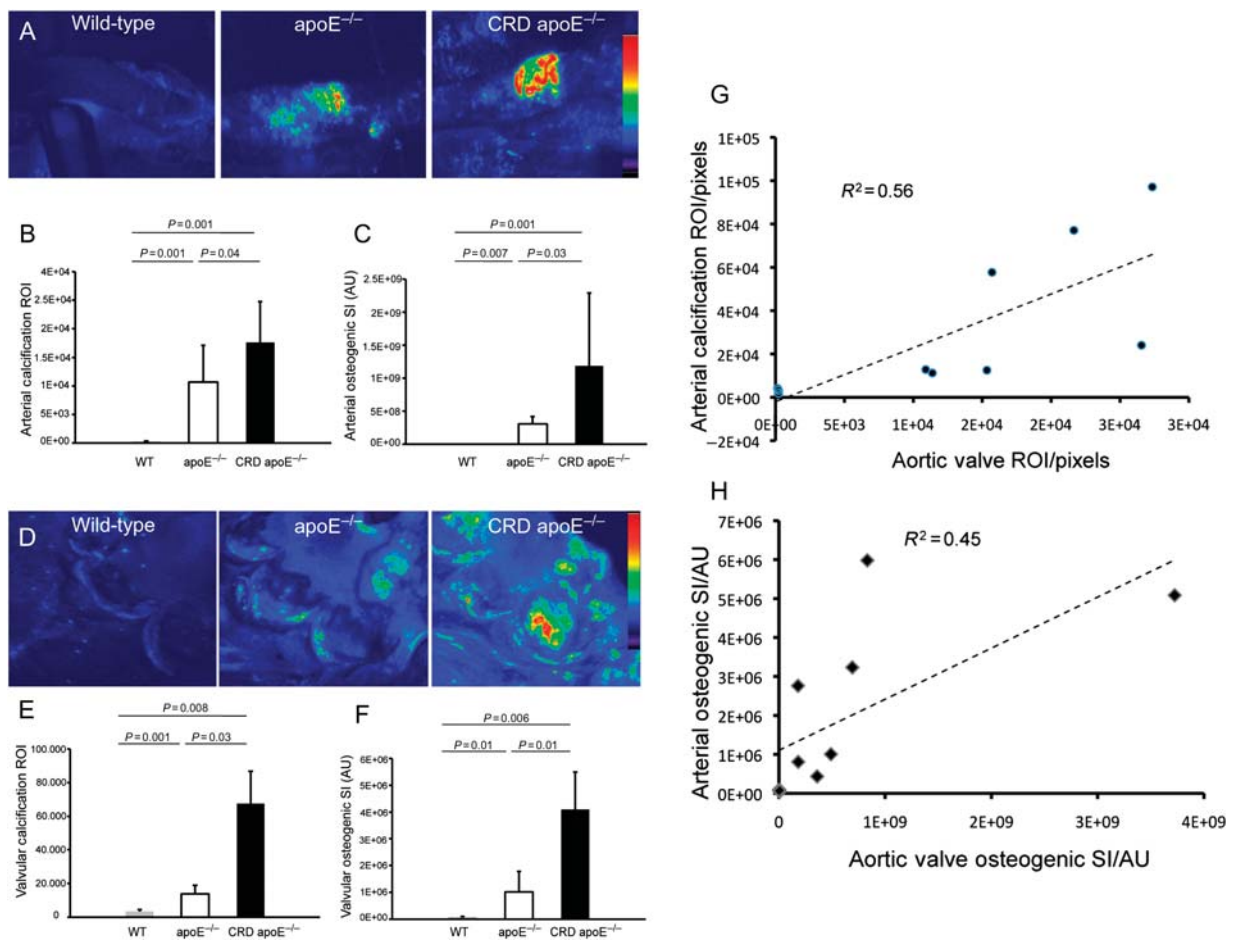 A
Wild-type
apoE−/−
CRD apoE−/−
B
P = 0.001
P = 0.001
P = 0.04
Arterial calcification ROI
4E+04
2.5E+04
2E+04
1.5E+04
1E+04
5E+03
0E+00
WT
apoE−/−
CRD apoE−/−
C
P = 0.001
P = 0.007
P = 0.03
Arterial osteogenic SI (AU)
2.5E+09
2E+09
1.5E+09
1E+09
5E+08
0E+00
WT
apoE−/−
CRD apoE−/−
D
Wild-type
apoE−/−
CRD apoE−/−
E
P = 0.008
P = 0.001
P = 0.03
Valvular calcification ROI
100.000
80.000
60.000
40.000
20.000
0
WT
apoE−/−
CRD apoE−/−
F
P = 0.006
P = 0.01
P = 0.01
Valvular osteogenic SI (AU)
6E+06
5E+06
4E+06
3E+06
2E+06
1E+06
0E+00
WT
apoE−/−
CRD apoE−/−
G
R2 = 0.56
Arterial calcification ROI/pixels
1E+05
1E+05
8E+04
6E+04
4E+04
2E+04
0E+00
−2E+04
0E+00
5E+03
1E+04
2E+04
2E+04
3E+04
3E+04
Aortic valve ROI/pixels
H
R2 = 0.45
Arterial osteogenic SI/AU
7E+06
6E+06
5E+06
4E+06
3E+06
2E+06
1E+06
0E+00
0
1E+09
2E+09
3E+09
4E+09
Aortic valve osteogenic SI/AU